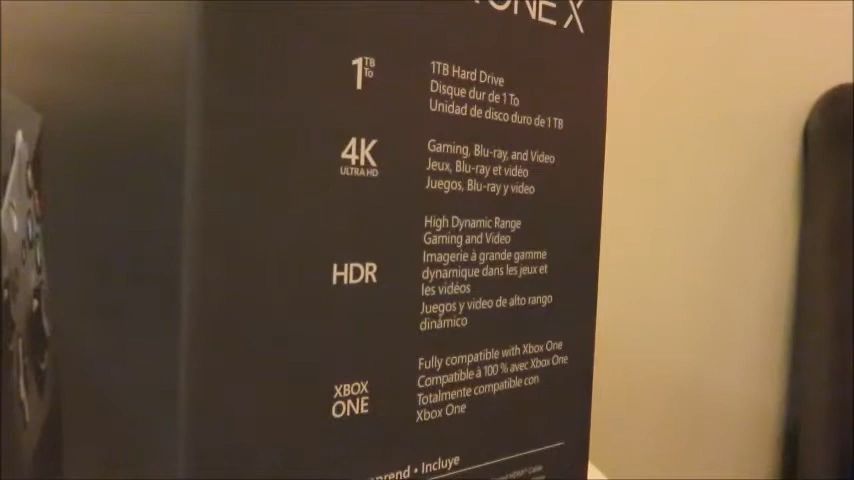 ONE X
1 TB To
1TB Hard Drive
Disque dur de 1 To
Unidad de disco duro de 1 TB
4K
ULTRA HD
Gaming, Blu-ray, and Video
Jeux, Blu-ray et vidéo
Juegos, Blu-ray y video
HDR
High Dynamic Range
Gaming and Video
Imagerie à grande gamme
dynamique dans les jeux et
les vidéos
Juegos y video de alto rango
dinámico
XBOX
ONE
Fully compatible with Xbox One
Compatible à 100 % avec Xbox One
Totalmente compatible con
Xbox One
prend • Incluye